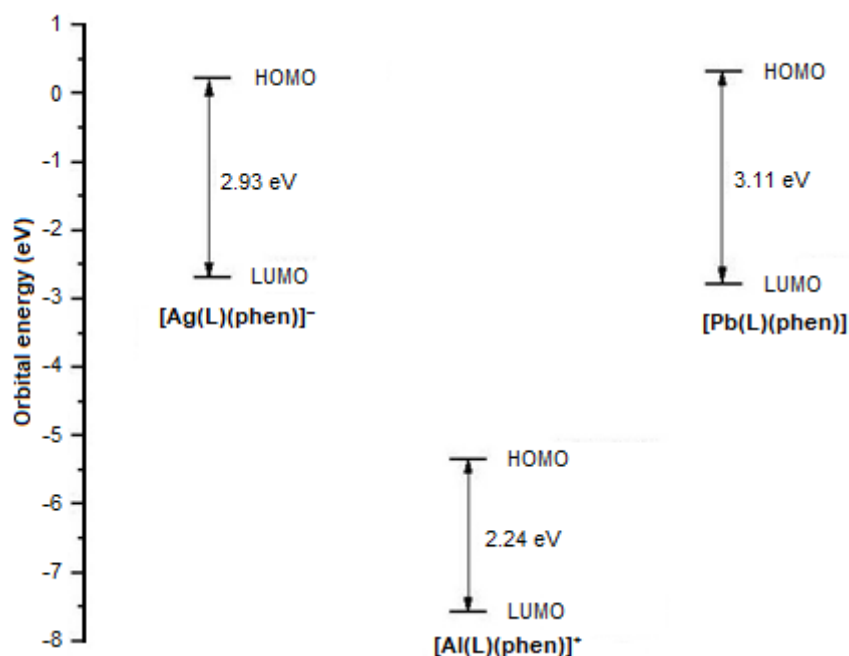 1
0
-1
-2
-3
-4
-5
-6
-7
-8
Orbital energy (eV)
HOMO
2.93 eV
LUMO
[Ag(L)(phen)]⁻
HOMO
2.24 eV
LUMO
[Al(L)(phen)]⁺
HOMO
3.11 eV
LUMO
[Pb(L)(phen)]